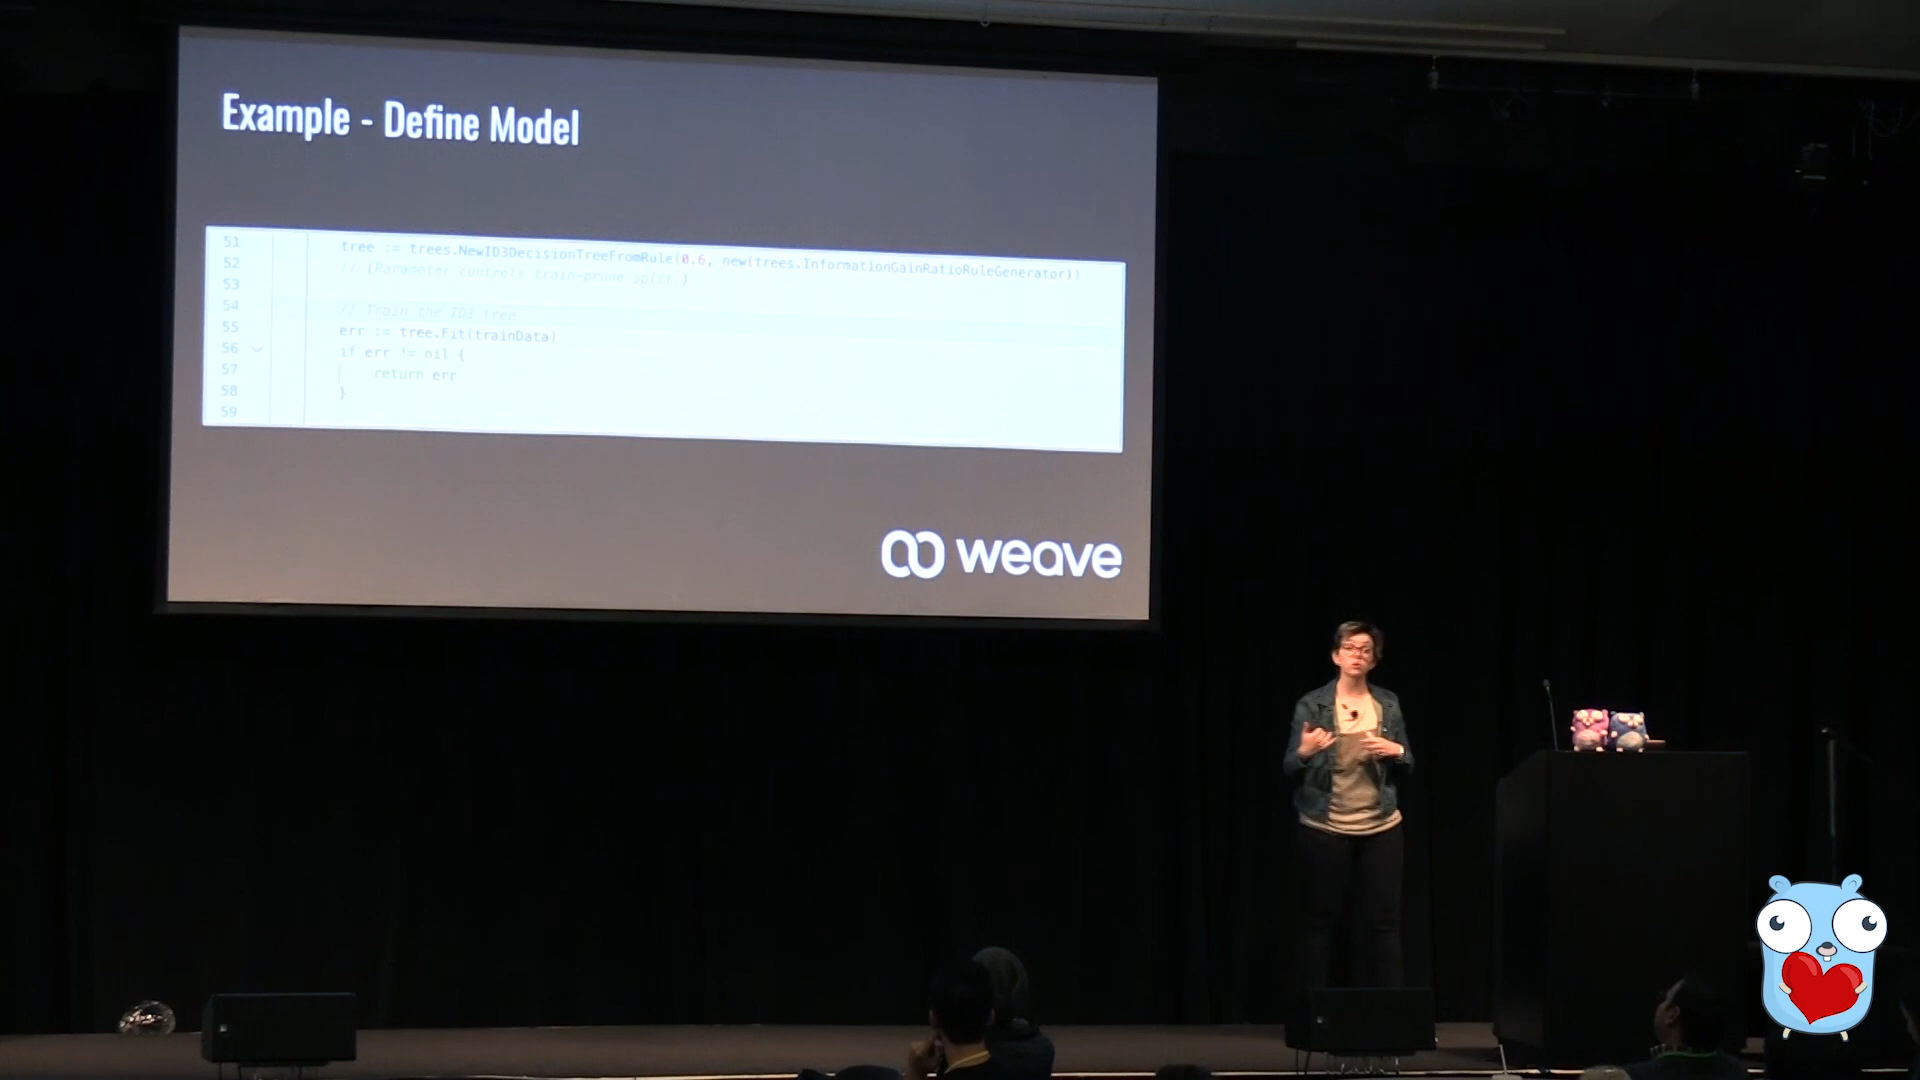 Example - Define Model
51 tree := trees.NewID3DecisionTreeFromRule(0.6, new(trees.InformationGainRatioRuleGenerator))
52 // (Parameter controls train-prune split.)
53
54 // Train the ID3 tree
55 err := tree.Fit(trainData)
56 if err != nil {
57 return err
58 }
59
weave